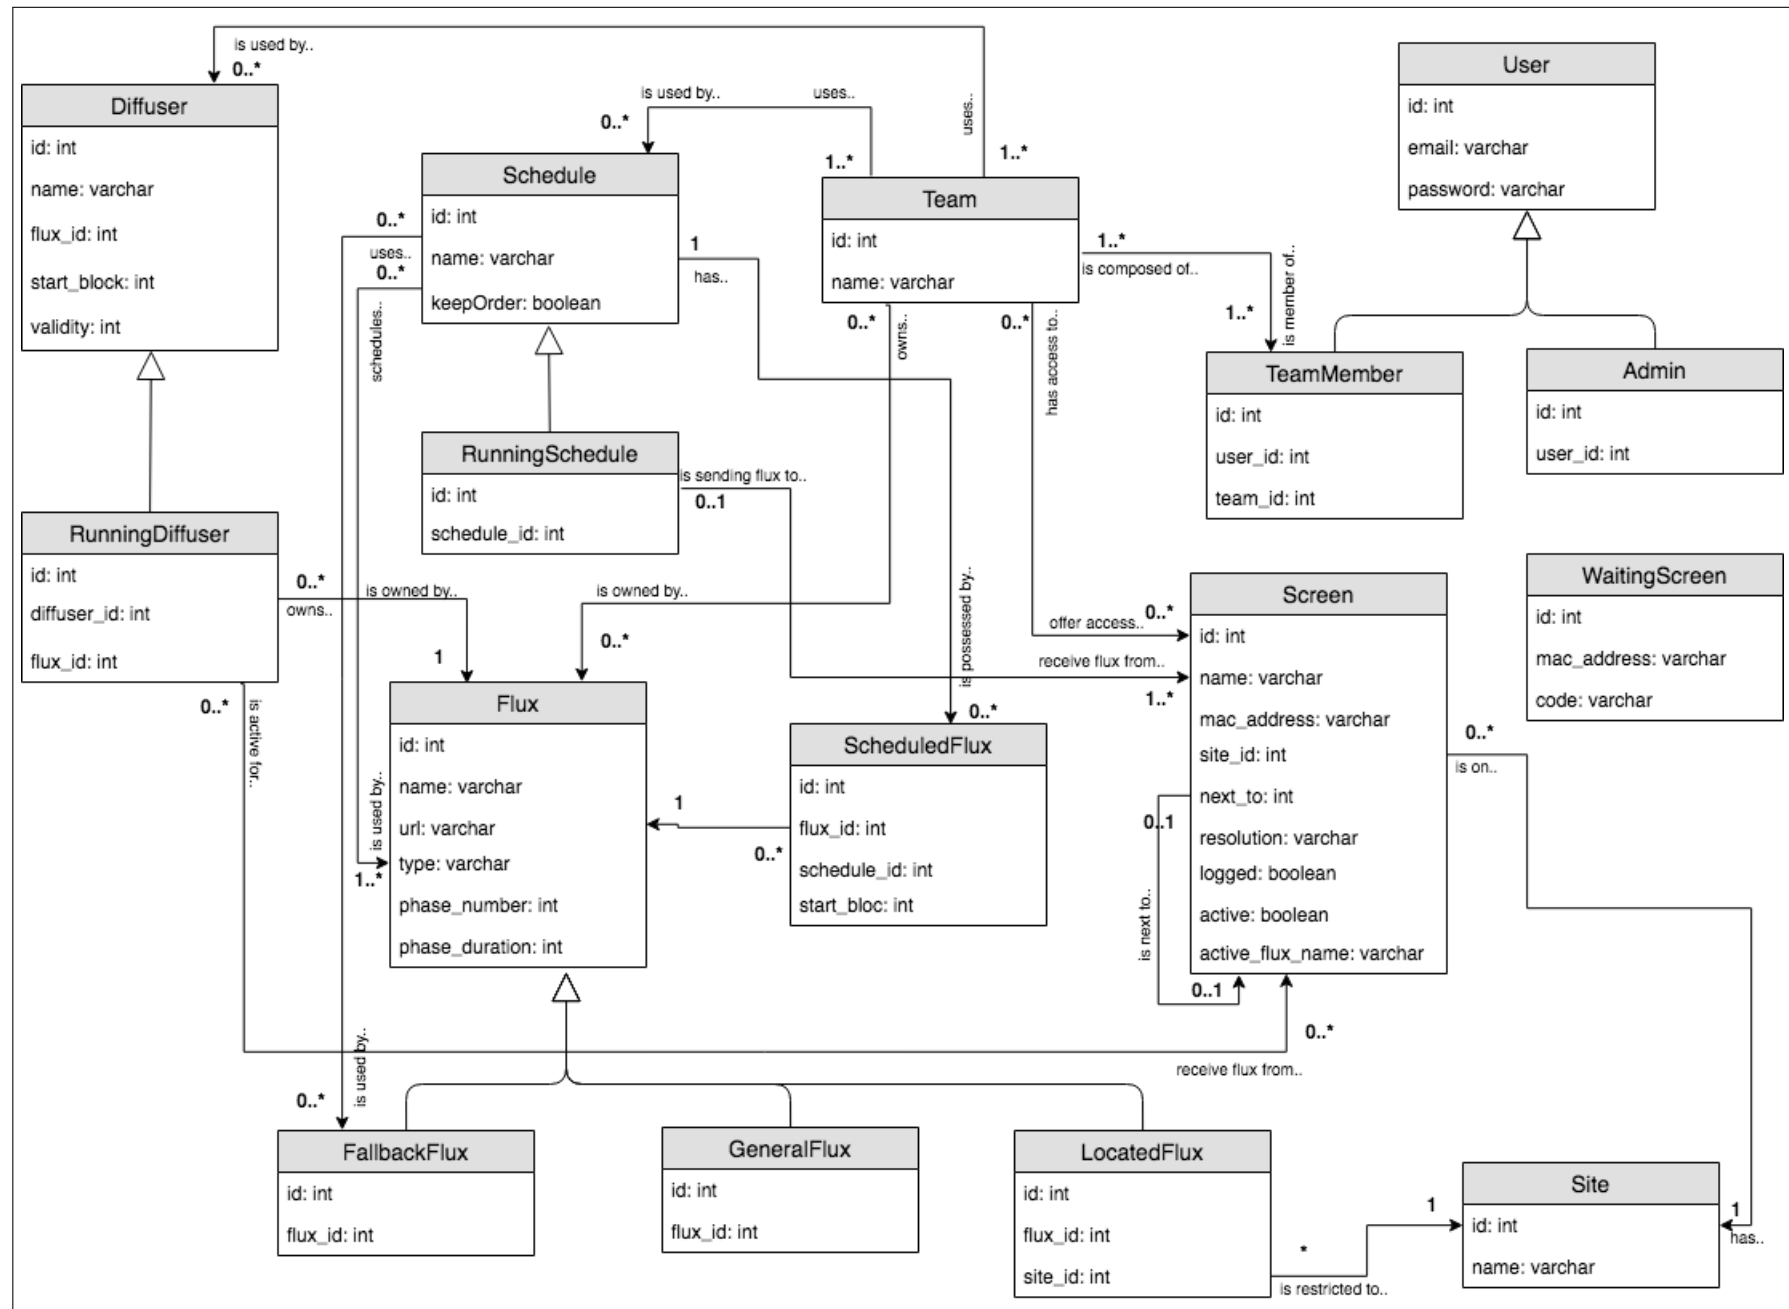 is used by..
0..*
Diffuser
id: int
name: varchar
flux_id: int
start_block: int
validity: int
is used by..
uses..
0..*
1..*
uses..
1..*
Schedule
id: int
name: varchar
keepOrder: boolean
0..*
uses..
0..*
schedules..
1
has..
Team
id: int
name: varchar
0..*
owns..
0..*
has access to..
1..*
is composed of..
1..*
is member of..
User
id: int
email: varchar
password: varchar
TeamMember
id: int
user_id: int
team_id: int
Admin
id: int
user_id: int
RunningSchedule
id: int
schedule_id: int
is sending flux to..
0..1
RunningDiffuser
id: int
diffuser_id: int
flux_id: int
0..*
owns..
is owned by..
1
is owned by..
0..*
0..*
is active for..
is possessed by..
0..*
offer access..
0..*
receive flux from..
1..*
Screen
id: int
name: varchar
mac_address: varchar
site_id: int
next_to: int
resolution: varchar
logged: boolean
active: boolean
active_flux_name: varchar
WaitingScreen
id: int
mac_address: varchar
code: varchar
0..*
is on..
Flux
id: int
name: varchar
url: varchar
type: varchar
phase_number: int
phase_duration: int
is used by..
1..*
1
0..*
ScheduledFlux
id: int
flux_id: int
schedule_id: int
start_bloc: int
0..1
is next to..
0..1
0..*
receive flux from..
is used by..
0..*
FallbackFlux
id: int
flux_id: int
GeneralFlux
id: int
flux_id: int
LocatedFlux
id: int
flux_id: int
site_id: int
*
is restricted to..
1
Site
id: int
name: varchar
1
has..